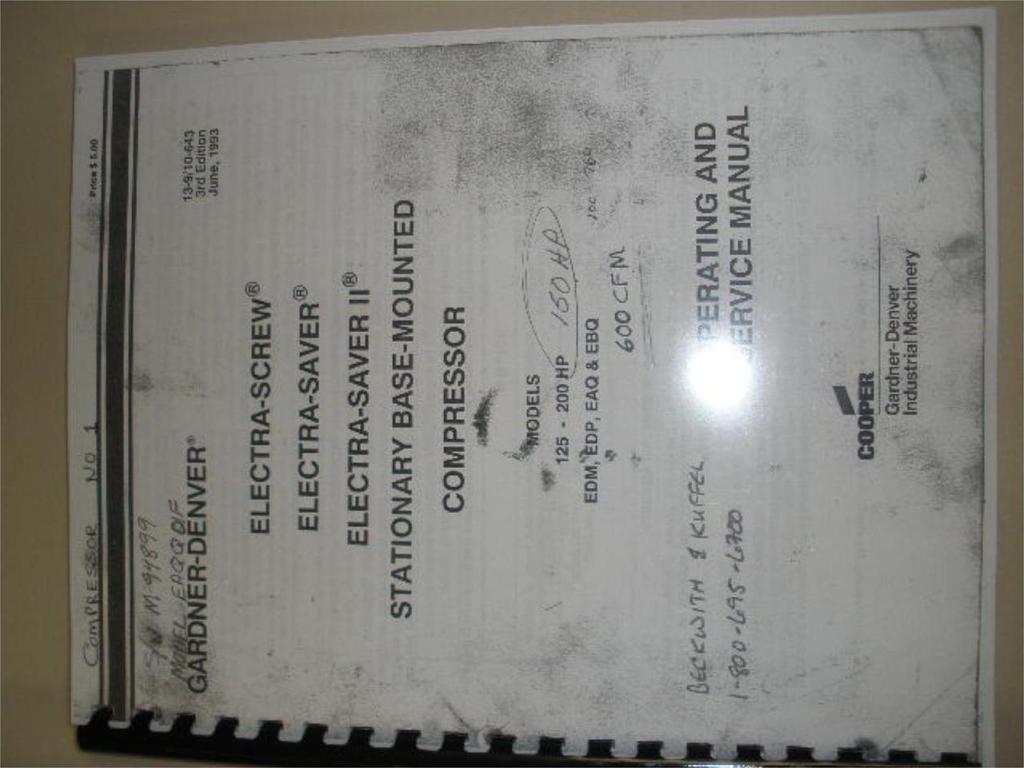 COMPRESSOR NO 1
Price $ 5.00
S/N M 94899
13-9/10-643
3rd Edition
June, 1993
MODEL EAQQDF
GARDNER-DENVER®
ELECTRA-SCREW®
ELECTRA-SAVER®
ELECTRA-SAVER II®
STATIONARY BASE-MOUNTED
COMPRESSOR
MODELS
125 - 200 HP 150 HP
EDM, EDP, EAQ & EBQ
600 CFM
PERATING AND
ERVICE MANUAL
BECKWITH & KUFFEL
1-800-695-6700
COOPER
Gardner-Denver
Industrial Machinery